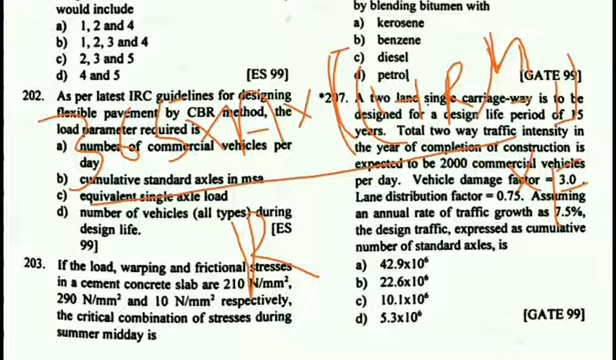 would include
a) 1, 2 and 4
b) 1, 2, 3 and 4
c) 2, 3 and 5
d) 4 and 5
[ES 99]
202. As per latest IRC guidelines for designing
flexible pavement by CBR method, the
load parameter required is
a) number of commercial vehicles per
day
b) cumulative standard axles in msa
c) equivalent single axle load
d) number of vehicles (all types) during
design life. [ES
99]
203. If the load, warping and frictional stresses
in a cement concrete slab are 210 N/mm²,
290 N/mm² and 10 N/mm² respectively,
the critical combination of stresses during
summer midday is
by blending bitumen with
a) kerosene
b) benzene
c) diesel
d) petrol [GATE 99]
*207. A two lane single carriage-way is to be
designed for a design life period of 15
years. Total two way traffic intensity in
the year of completion of construction is
expected to be 2000 commercial vehicles
per day. Vehicle damage factor = 3.0
Lane distribution factor = 0.75. Assuming
an annual rate of traffic growth as 7.5%,
the design traffic, expressed as cumulative
number of standard axles, is
a) 42.9x10⁶
b) 22.6x10⁶
c) 10.1x10⁶
d) 5.3x10⁶ [GATE 99]
365 x A x ((1+R)ⁿ-1)
R
x F